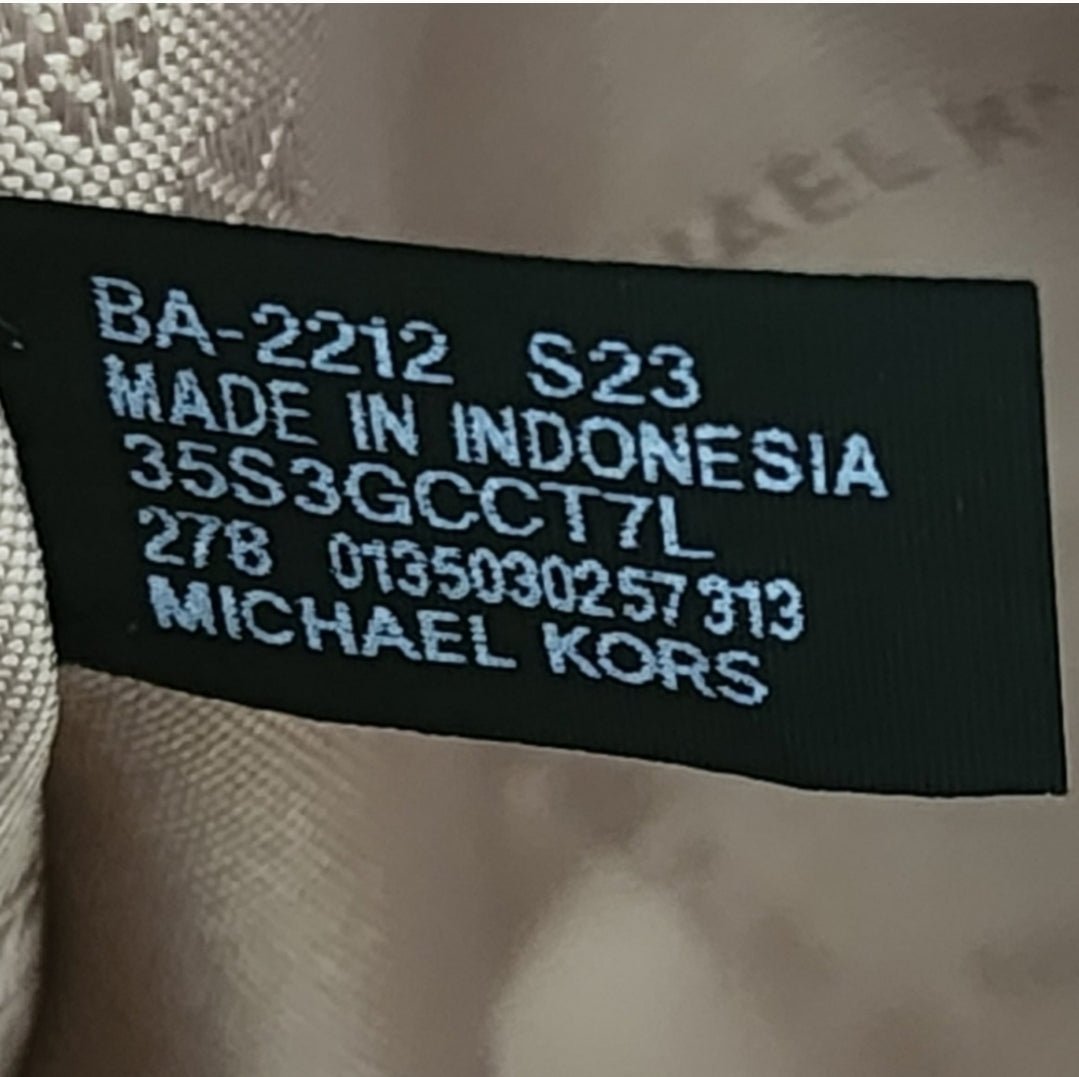 BA-2212 S23
MADE IN INDONESIA
35S3GCCT7L
278 0135030257313
MICHAEL KORS